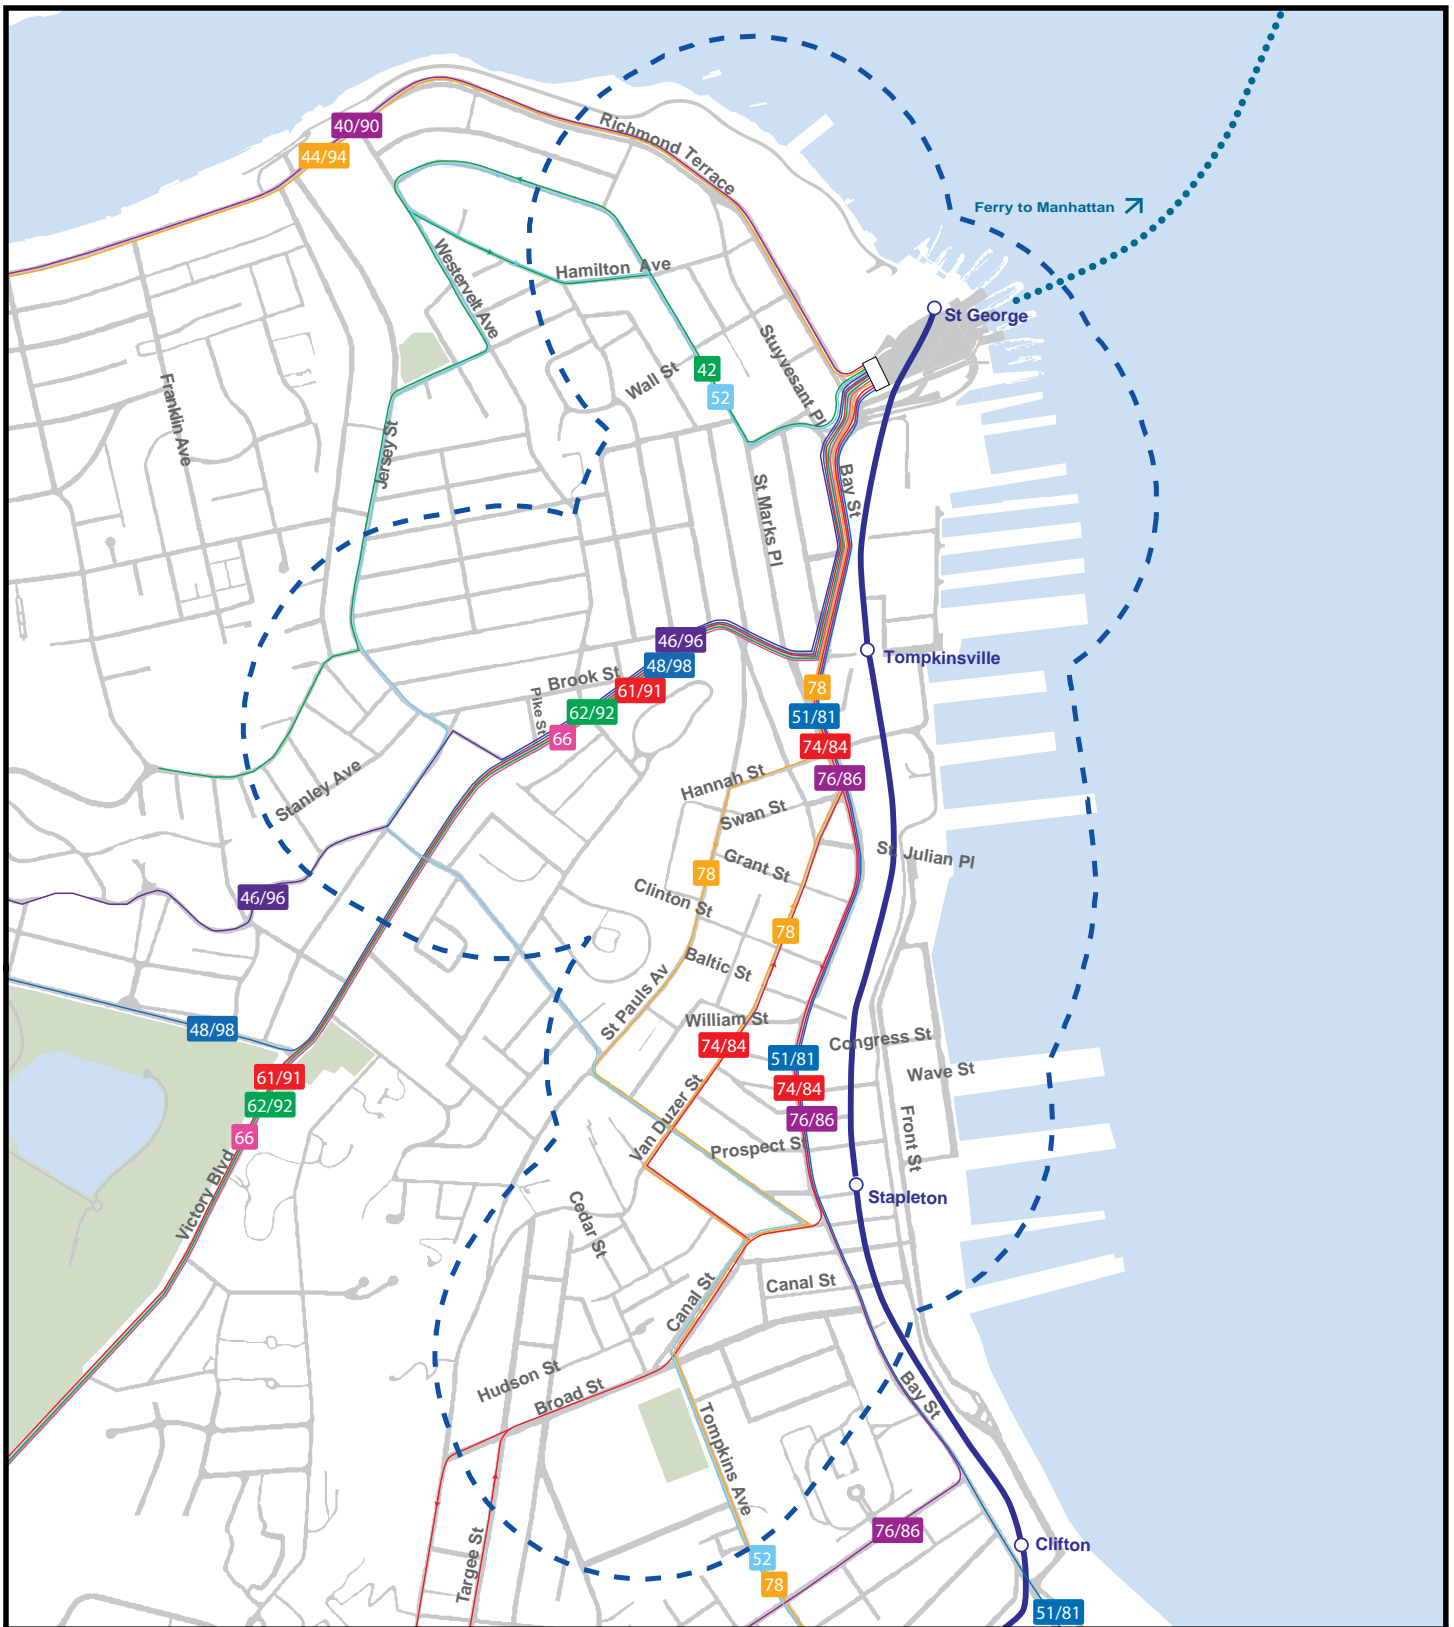 40/90
Richmond Terrace
44/94
Ferry to Manhattan
Westervelt Ave
Hamilton Ave
St George
Stuyvesant Pl
Wall St
42
52
Franklin Ave
Jersey St
Bay St
St Marks Pl
46/96
Tompkinsville
48/98
Brook St
61/91
78
Pike St
62/92
51/81
66
74/84
Hannah St
76/86
Stanley Ave
Swan St
St. Julian Pl
Grant St
78
46/96
Clinton St
78
Baltic St
St Pauls Av
William St
48/98
Congress St
74/84
51/81
Wave St
61/91
74/84
62/92
76/86
Van Duzer St
Front St
66
Prospect St
Victory Blvd
Stapleton
Cedar St
Canal St
Canal St
Hudson St
Broad St
Bay St
Tompkins Ave
76/86
Clifton
52
Targee St
78
51/81